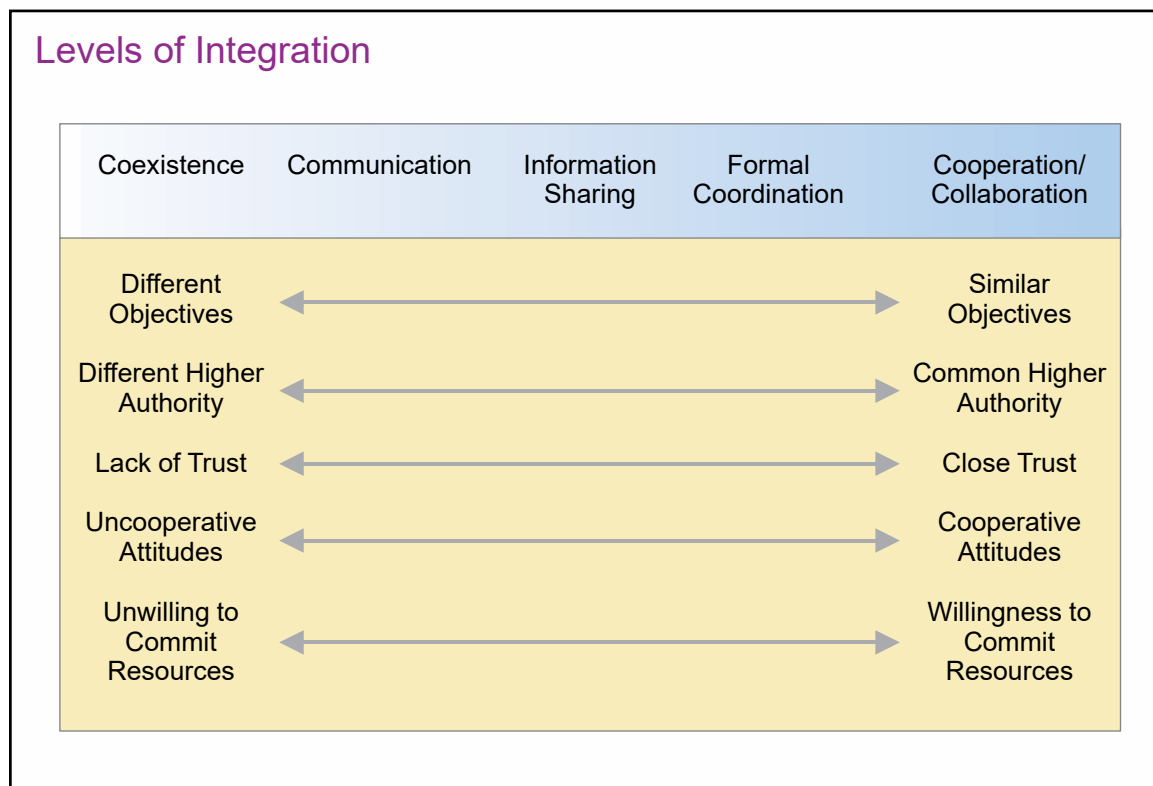 Levels of Integration
Coexistence
Communication
Information
Sharing
Formal
Coordination
Cooperation/
Collaboration
Different
Objectives
Similar
Objectives
Different Higher
Authority
Common Higher
Authority
Lack of Trust
Close Trust
Uncooperative
Attitudes
Cooperative
Attitudes
Unwilling to
Commit
Resources
Willingness to
Commit
Resources